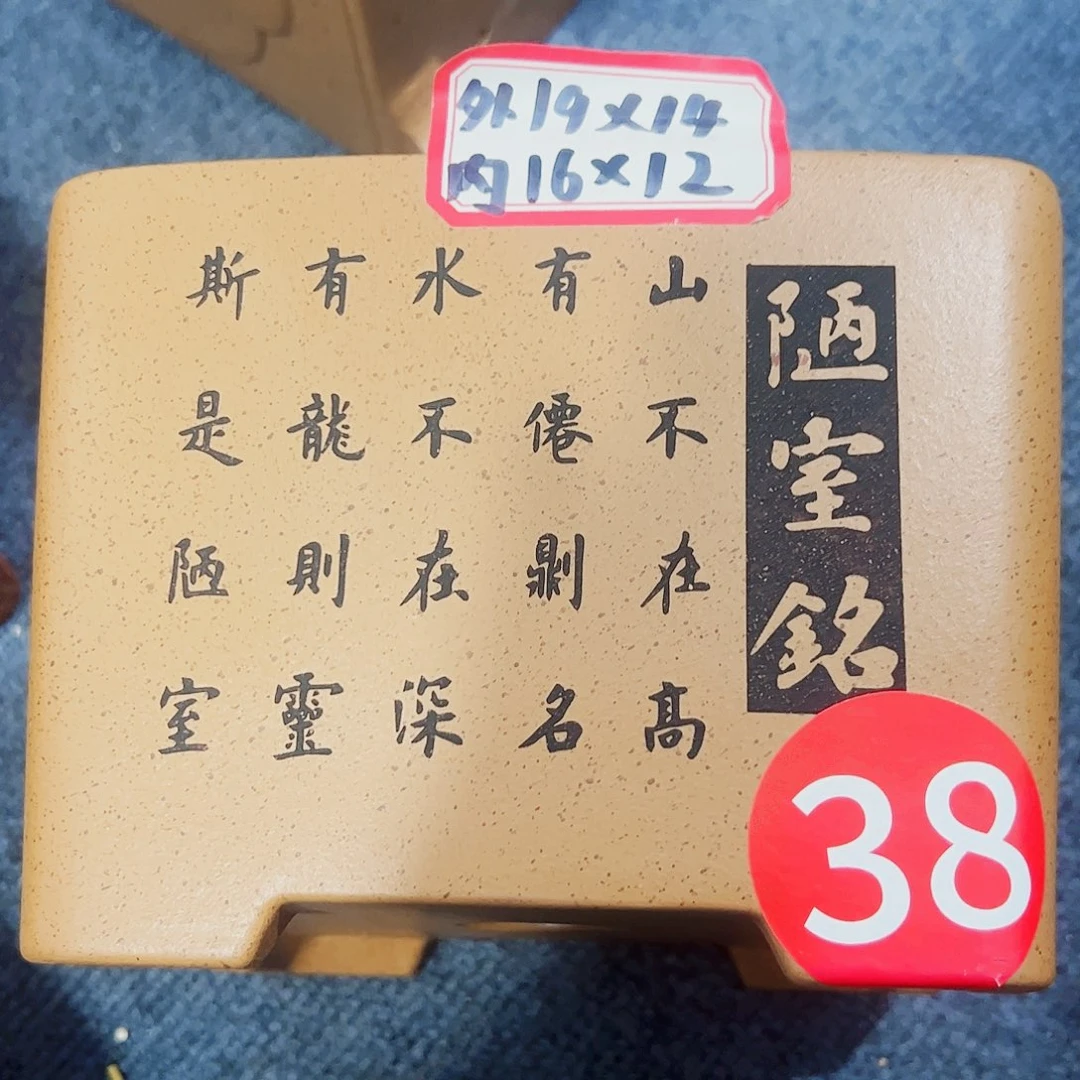 外19×14
内16×12
陋室銘
山不在髙
有僊則名
水不在深
有龍則靈
斯是陋室
38